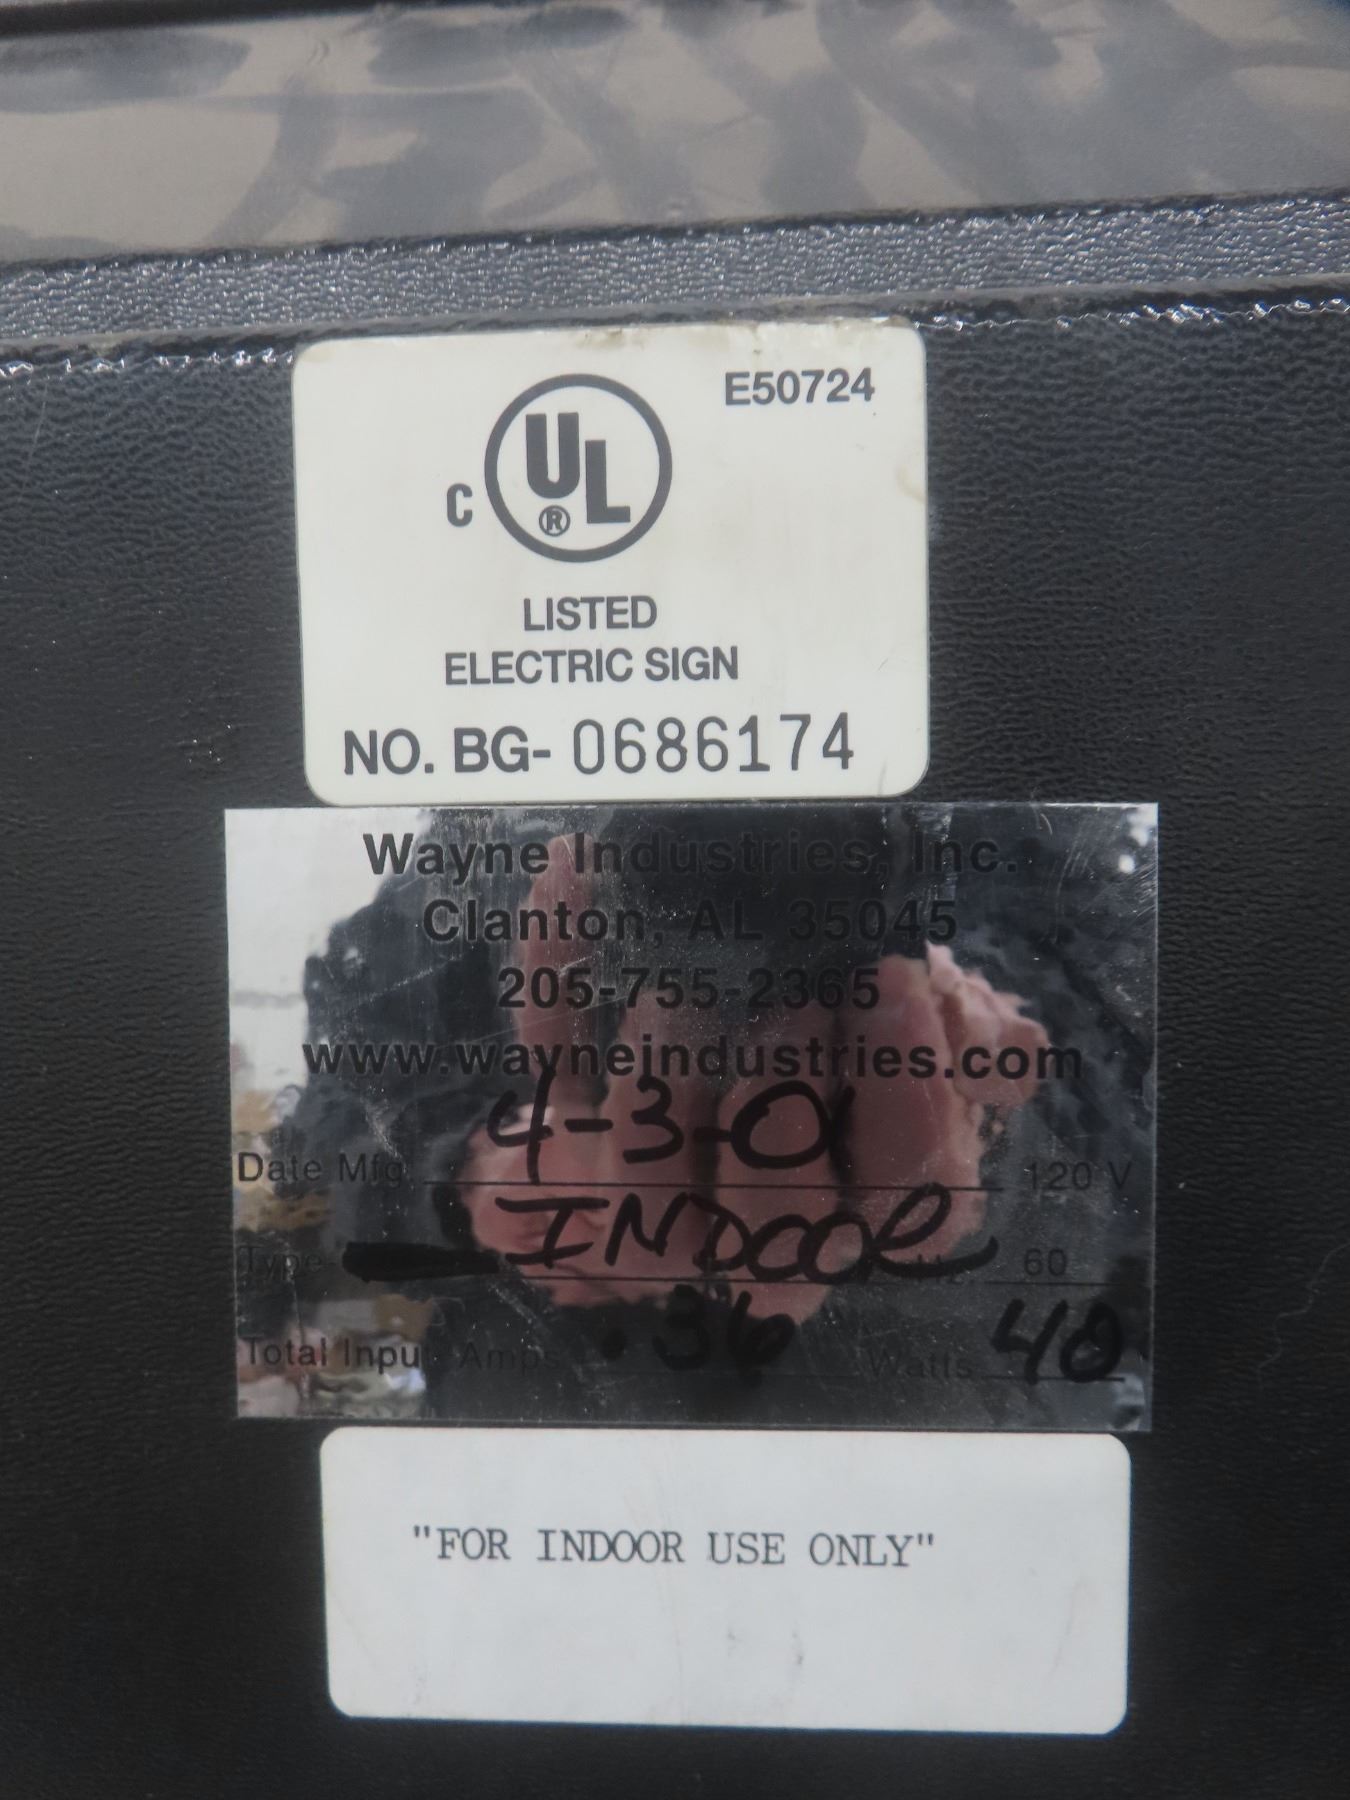 E50724
C UL ®
LISTED
ELECTRIC SIGN
NO. BG- 0686174
Wayne Industries, Inc.
Clanton, AL 35045
205-755-2365
www.wayneindustries.com
Date Mfg. 4-3-01 120 V
Type INDOOR Hz. 60
Total Input Amps .36 Watts 40
"FOR INDOOR USE ONLY"